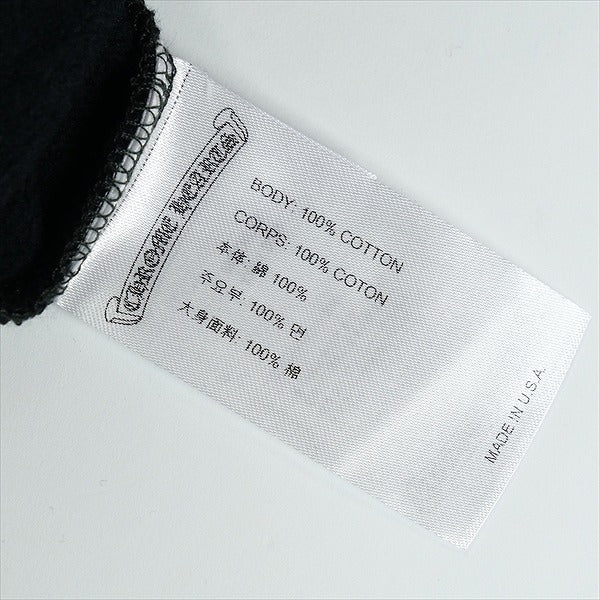 CHROME HEARTS
BODY: 100% COTTON
CORPS: 100% COTON
本体: 綿 100%
주요부: 100% 면
大身面料: 100% 棉
MADE IN U.S.A.